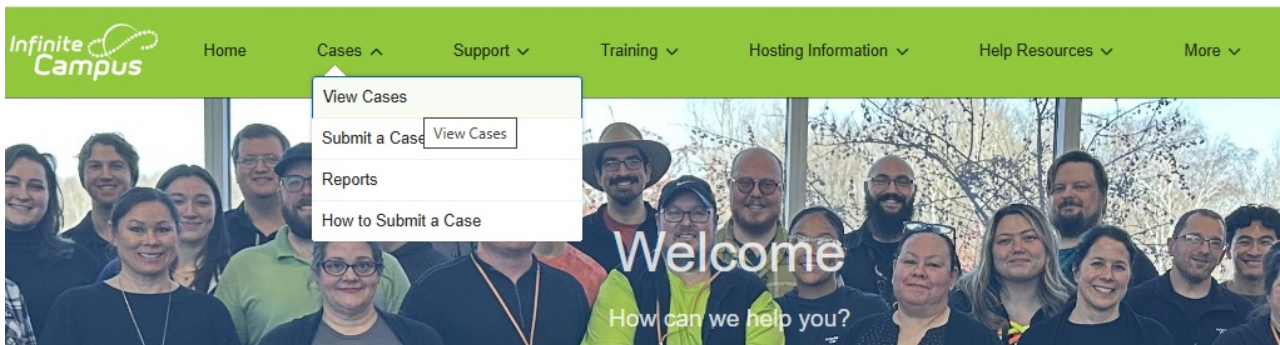 Infinite
Campus
Home
Cases
Support
Training
Hosting Information
Help Resources
More
View Cases
Submit a Case
View Cases
Reports
How to Submit a Case
Welcome
How can we help you?